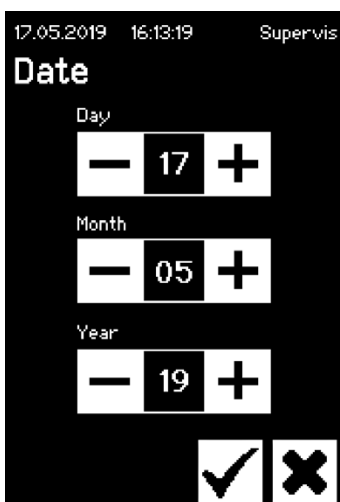 17.05.2019 16:13:19 Supervis
Date
Day
— 17 +
Month
— 05 +
Year
— 19 +